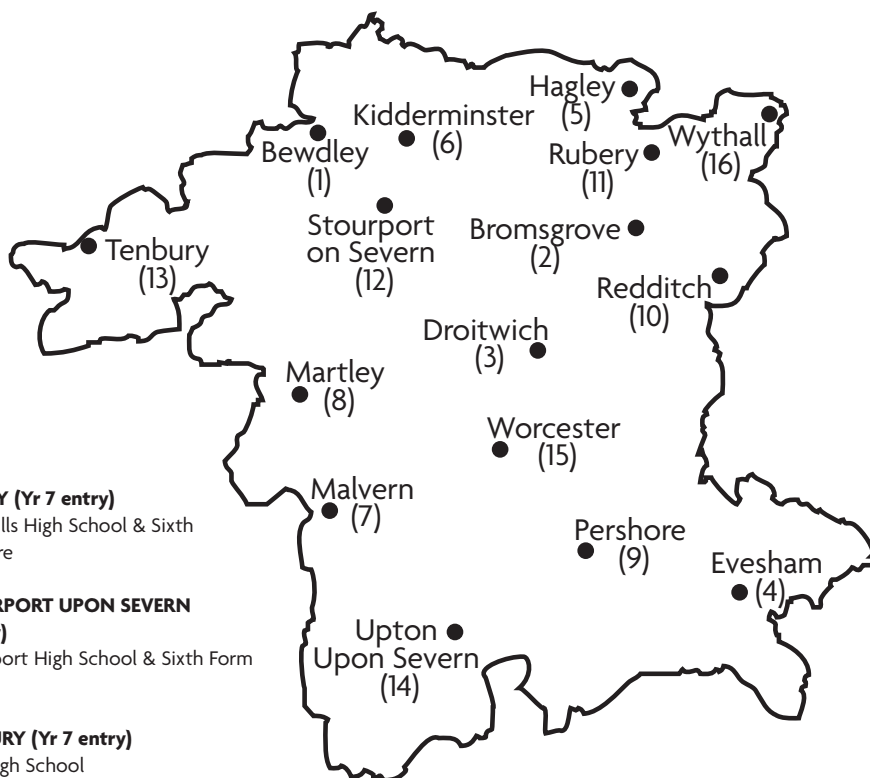 Hagley
(5)
Kidderminster
(6)
Wythall
(16)
Bewdley
(1)
Rubery
(11)
Stourport
on Severn
(12)
Bromsgrove
(2)
Tenbury
(13)
Redditch
(10)
Droitwich
(3)
Martley
(8)
Worcester
(15)
Malvern
(7)
Pershore
(9)
Evesham
(4)
Upton
Upon Severn
(14)
Y (Yr 7 entry)
lls High School & Sixth
re
RPORT UPON SEVERN
)
port High School & Sixth Form
URY (Yr 7 entry)
igh School